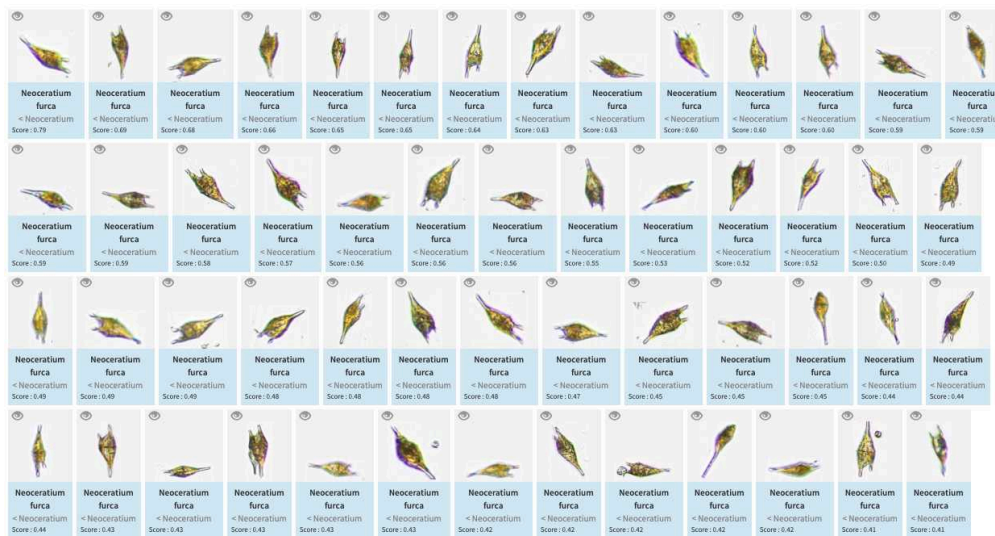 Neoceratium Neoceratium Neoceratium Neoceratium Neoceratium Neoceratium Neoceratium Neoceratium Neoceratium Neoceratium Neoceratium Neoceratium Neoceratium
furca furca furca furca furca furca furca furca furca furca furca furca furca furca
< Neoceratium < Neoceratium < Neoceratium < Neoceratium < Neoceratium < Neoceratium < Neoceratium < Neoceratium < Neoceratium < Neoceratium < Neoceratium < Neoceratium < Neoceratium
Score : 0.79 Score : 0.69 Score : 0.68 Score : 0.66 Score : 0.65 Score : 0.65 Score : 0.64 Score : 0.63 Score : 0.63 Score : 0.60 Score : 0.60 Score : 0.60 Score : 0.59 Score : 0.59
Neoceratium Neoceratium Neoceratium Neoceratium Neoceratium Neoceratium Neoceratium Neoceratium Neoceratium Neoceratium Neoceratium Neoceratium Neoceratium
furca furca furca furca furca furca furca furca furca furca furca furca furca
< Neoceratium < Neoceratium < Neoceratium < Neoceratium < Neoceratium < Neoceratium < Neoceratium < Neoceratium < Neoceratium < Neoceratium < Neoceratium < Neoceratium < Neoceratium
Score : 0.59 Score : 0.59 Score : 0.58 Score : 0.57 Score : 0.56 Score : 0.56 Score : 0.56 Score : 0.55 Score : 0.53 Score : 0.52 Score : 0.52 Score : 0.50 Score : 0.49
Neoceratium Neoceratium Neoceratium Neoceratium Neoceratium Neoceratium Neoceratium Neoceratium Neoceratium Neoceratium Neoceratium Neoceratium Neoceratium
furca furca furca furca furca furca furca furca furca furca furca furca furca
< Neoceratium < Neoceratium < Neoceratium < Neoceratium < Neoceratium < Neoceratium < Neoceratium < Neoceratium < Neoceratium < Neoceratium < Neoceratium < Neoceratium < Neoceratium
Score : 0.49 Score : 0.49 Score : 0.49 Score : 0.48 Score : 0.48 Score : 0.48 Score : 0.48 Score : 0.47 Score : 0.45 Score : 0.45 Score : 0.45 Score : 0.44 Score : 0.44
Neoceratium Neoceratium Neoceratium Neoceratium Neoceratium Neoceratium Neoceratium Neoceratium Neoceratium Neoceratium Neoceratium Neoceratium Neoceratium
furca furca furca furca furca furca furca furca furca furca furca furca furca
< Neoceratium < Neoceratium < Neoceratium < Neoceratium < Neoceratium < Neoceratium < Neoceratium < Neoceratium < Neoceratium < Neoceratium < Neoceratium < Neoceratium < Neoceratium
Score : 0.44 Score : 0.43 Score : 0.43 Score : 0.43 Score : 0.43 Score : 0.43 Score : 0.42 Score : 0.42 Score : 0.42 Score : 0.42 Score : 0.42 Score : 0.41 Score : 0.41